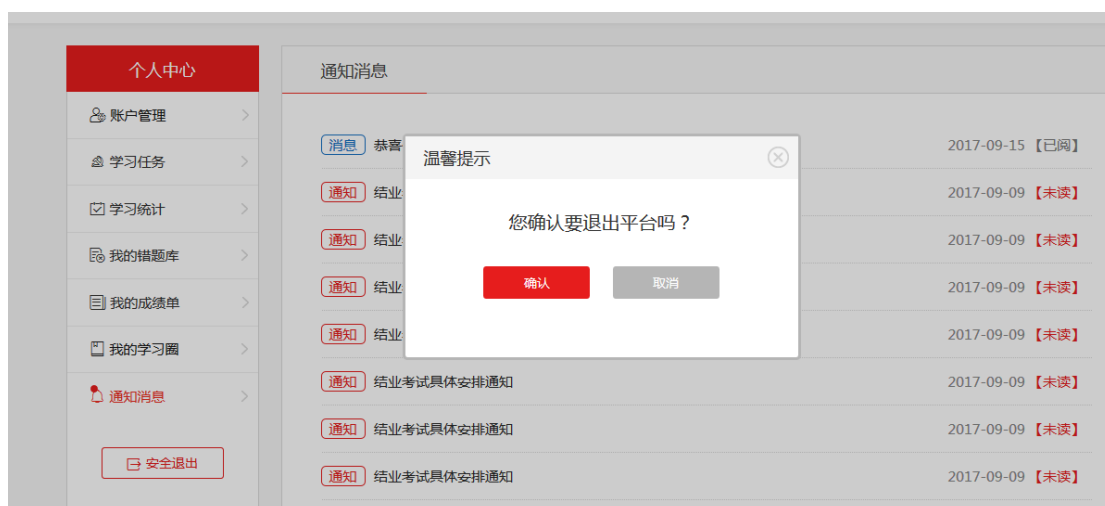 个人中心
账户管理
学习任务
学习统计
我的错题库
我的成绩单
我的学习圈
通知消息
安全退出
通知消息
消息 恭喜 2017-09-15 【已阅】
通知 结业 2017-09-09 【未读】
通知 结业 2017-09-09 【未读】
通知 结业 2017-09-09 【未读】
通知 结业 2017-09-09 【未读】
通知 结业考试具体安排通知 2017-09-09 【未读】
通知 结业考试具体安排通知 2017-09-09 【未读】
通知 结业考试具体安排通知 2017-09-09 【未读】
温馨提示
您确认要退出平台吗？
确认 取消